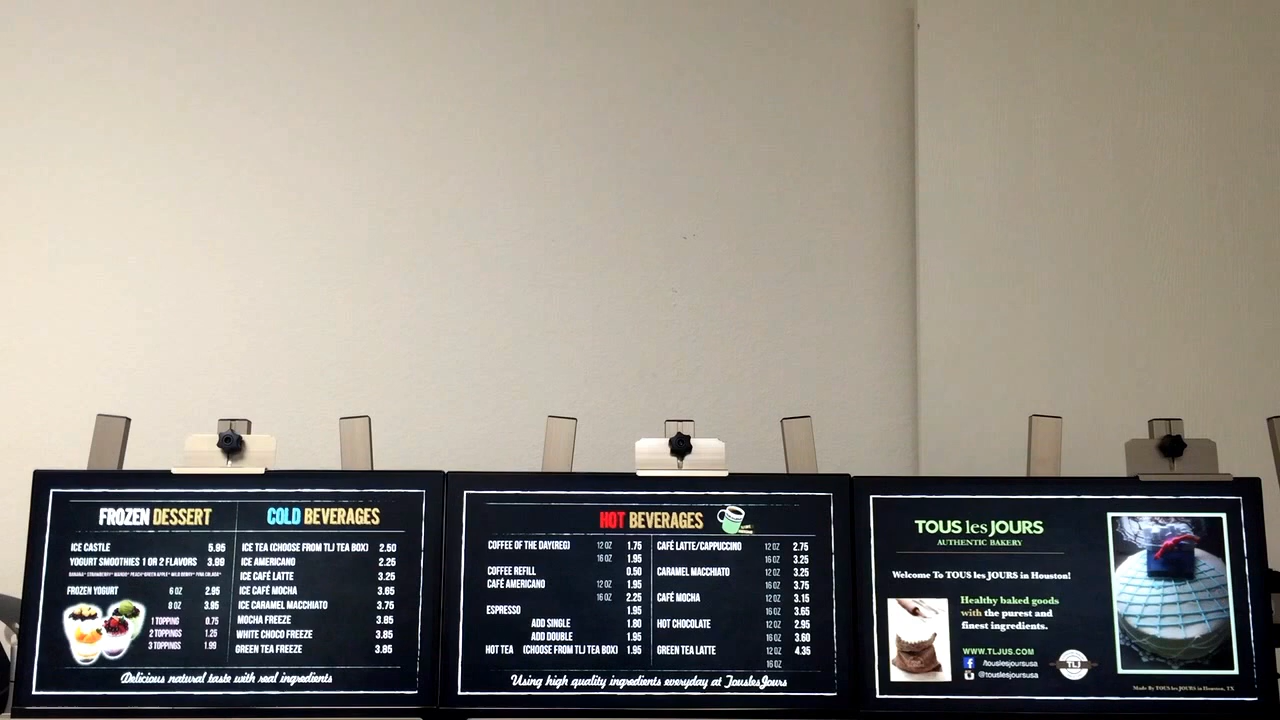 FROZEN DESSERT
ICE CASTLE 5.95
YOGURT SMOOTHIES 1 OR 2 FLAVORS 3.99
FROZEN YOGURT 6 OZ 2.95
8 OZ 3.95
1 TOPPING 0.75
2 TOPPINGS 1.25
3 TOPPINGS 1.99
COLD BEVERAGES
ICE TEA (CHOOSE FROM TLJ TEA BOX) 2.50
ICE AMERICANO 2.25
ICE CAFÉ LATTE 3.25
ICE CAFÉ MOCHA 3.65
ICE CARAMEL MACCHIATO 3.75
MOCHA FREEZE 3.85
WHITE CHOCO FREEZE 3.85
GREEN TEA FREEZE 3.85
Delicious natural taste with real ingredients
HOT BEVERAGES
COFFEE OF THE DAY(REG) 12 OZ 1.75
16 OZ 1.95
COFFEE REFILL 0.50
CAFÉ AMERICANO 12 OZ 1.95
16 OZ 2.25
ESPRESSO 1.95
ADD SINGLE 1.80
ADD DOUBLE 1.95
HOT TEA (CHOOSE FROM TLJ TEA BOX) 1.95
CAFÉ LATTE/CAPPUCCINO 12 OZ 2.75
16 OZ 3.25
CARAMEL MACCHIATO 12 OZ 3.25
16 OZ 3.75
CAFÉ MOCHA 12 OZ 3.15
16 OZ 3.65
HOT CHOCOLATE 12 OZ 2.95
16 OZ 3.60
GREEN TEA LATTE 12 OZ 4.35
16 OZ
Using high quality ingredients everyday at TouslesJours
TOUS les JOURS
AUTHENTIC BAKERY
Welcome To TOUS les JOURS in Houston!
Healthy baked goods
with the purest and
finest ingredients.
WWW.TLJUS.COM
/touslesjoursusa
@touslesjoursusa
TLJ
Made By TOUS les JOURS in Houston, TX